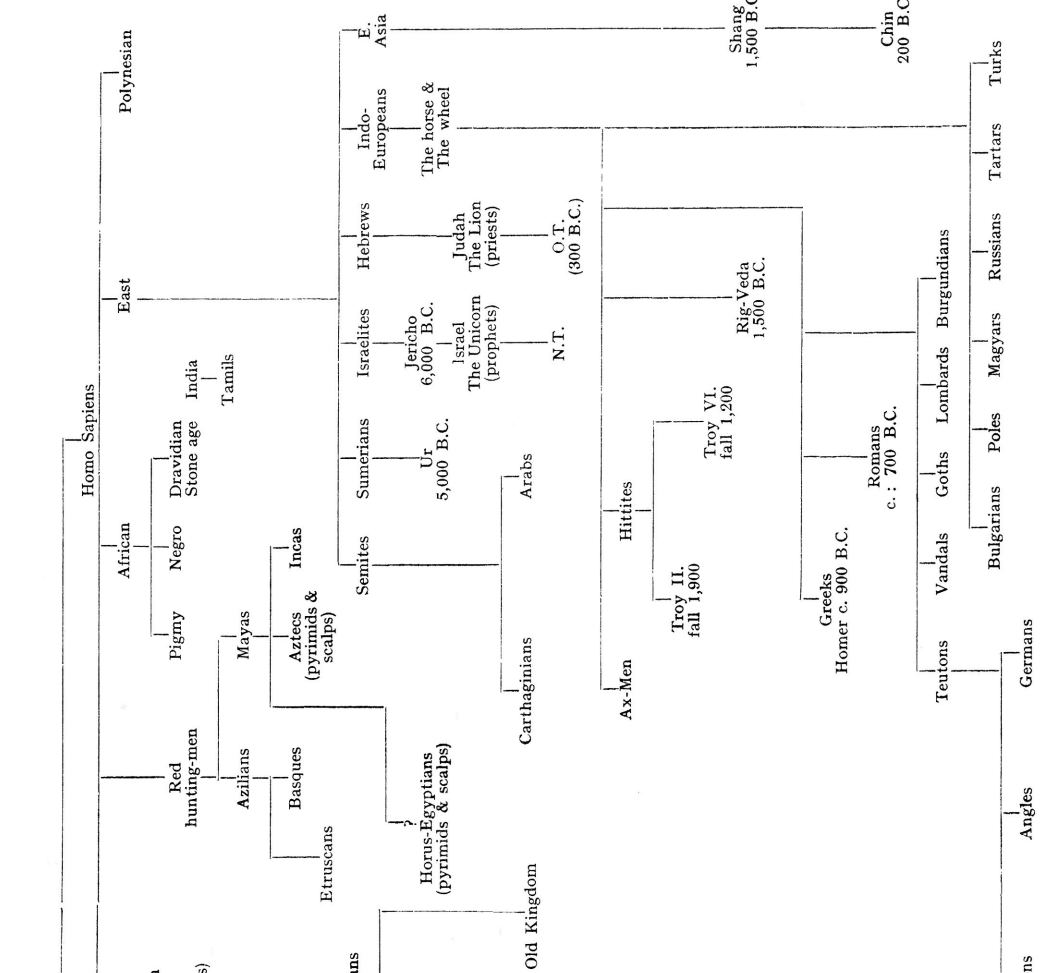 Homo Sapiens
Polynesian
East
African
Red
hunting-men
Pigmy
Negro
Dravidian
Stone age
India
Tamils
Azilians
Mayas
Etruscans
Basques
Aztecs
(pyrimids &
scalps)
Incas
?
Horus-Egyptians
(pyrimids & scalps)
Old Kingdom
Semites
Sumerians
Israelites
Hebrews
Indo-
Europeans
E.
Asia
Ur
5,000 B.C.
Jericho
6,000 B.C.
Israel
The Unicorn
(prophets)
N.T.
Judah
The Lion
(priests)
O.T.
(300 B.C.)
The horse &
The wheel
Shang
1,500 B.C
Chin
200 B.C
Carthaginians
Arabs
Ax-Men
Hittites
Troy II.
fall 1,900
Troy VI.
fall 1,200
Rig-Veda
1,500 B.C.
Greeks
Homer c. 900 B.C.
Romans
c. : 700 B.C.
Teutons
Vandals
Goths
Lombards
Burgundians
Bulgarians
Poles
Magyars
Russians
Tartars
Turks
Angles
Germans